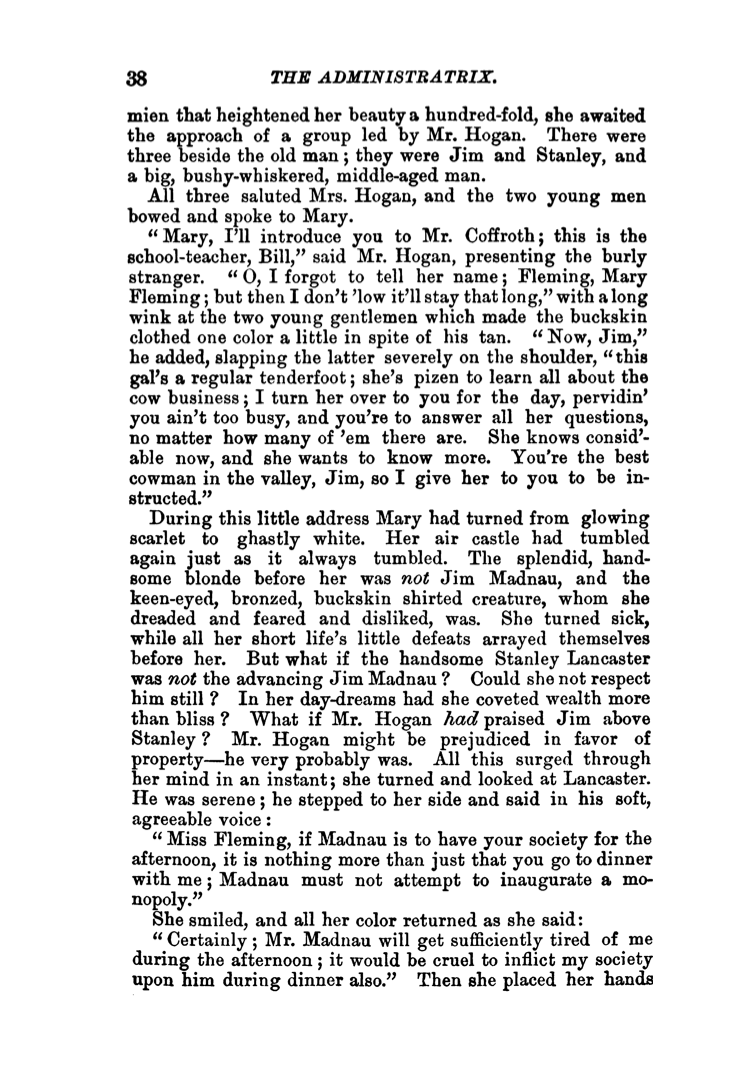 38 THE ADMINISTRATRIX.
mien that heightened her beauty a hundred-fold, she awaited
the approach of a group led by Mr. Hogan. There were
three beside the old man; they were Jim and Stanley, and
a big, bushy-whiskered, middle-aged man.
All three saluted Mrs. Hogan, and the two young men
bowed and spoke to Mary.
“Mary, I’ll introduce you to Mr. Coffroth; this is the
school-teacher, Bill,” said Mr. Hogan, presenting the burly
stranger. “O, I forgot to tell her name; Fleming, Mary
Fleming; but then I don’t ’low it’ll stay that long,” with a long
wink at the two young gentlemen which made the buckskin
clothed one color a little in spite of his tan. “Now, Jim,”
he added, slapping the latter severely on the shoulder, “this
gal’s a regular tenderfoot; she’s pizen to learn all about the
cow business; I turn her over to you for the day, pervidin’
you ain’t too busy, and you’re to answer all her questions,
no matter how many of ’em there are. She knows consid’-
able now, and she wants to know more. You’re the best
cowman in the valley, Jim, so I give her to you to be in-
structed.”
During this little address Mary had turned from glowing
scarlet to ghastly white. Her air castle had tumbled
again just as it always tumbled. The splendid, hand-
some blonde before her was not Jim Madnau, and the
keen-eyed, bronzed, buckskin shirted creature, whom she
dreaded and feared and disliked, was. She turned sick,
while all her short life’s little defeats arrayed themselves
before her. But what if the handsome Stanley Lancaster
was not the advancing Jim Madnau? Could she not respect
him still? In her day-dreams had she coveted wealth more
than bliss? What if Mr. Hogan had praised Jim above
Stanley? Mr. Hogan might be prejudiced in favor of
property—he very probably was. All this surged through
her mind in an instant; she turned and looked at Lancaster.
He was serene; he stepped to her side and said in his soft,
agreeable voice:
“Miss Fleming, if Madnau is to have your society for the
afternoon, it is nothing more than just that you go to dinner
with me; Madnau must not attempt to inaugurate a mo-
nopoly.”
She smiled, and all her color returned as she said:
“Certainly; Mr. Madnau will get sufficiently tired of me
during the afternoon; it would be cruel to inflict my society
upon him during dinner also.” Then she placed her hands